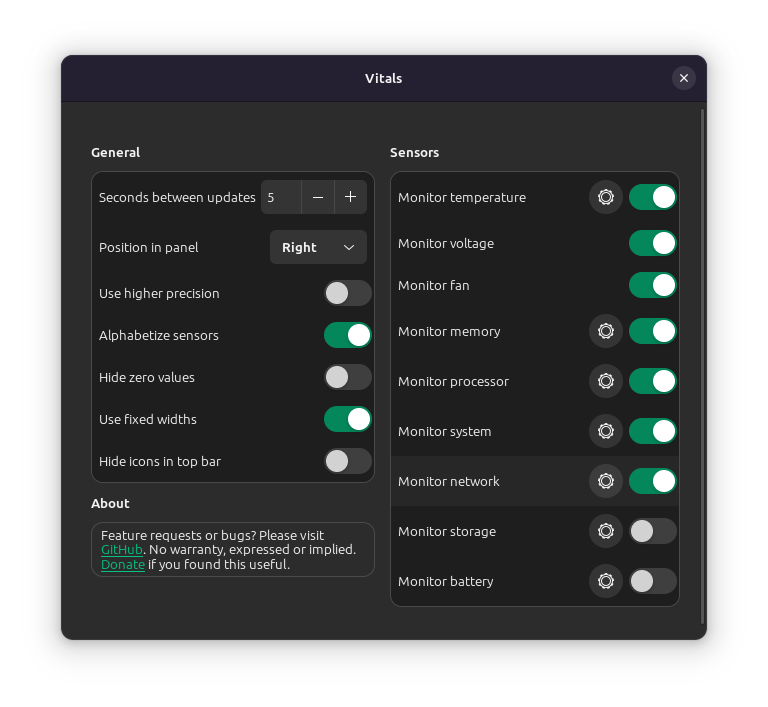 Vitals
General
Seconds between updates 5
Position in panel Right
Use higher precision
Alphabetize sensors
Hide zero values
Use fixed widths
Hide icons in top bar
About
Feature requests or bugs? Please visit
GitHub. No warranty, expressed or implied.
Donate if you found this useful.
Sensors
Monitor temperature
Monitor voltage
Monitor fan
Monitor memory
Monitor processor
Monitor system
Monitor network
Monitor storage
Monitor battery